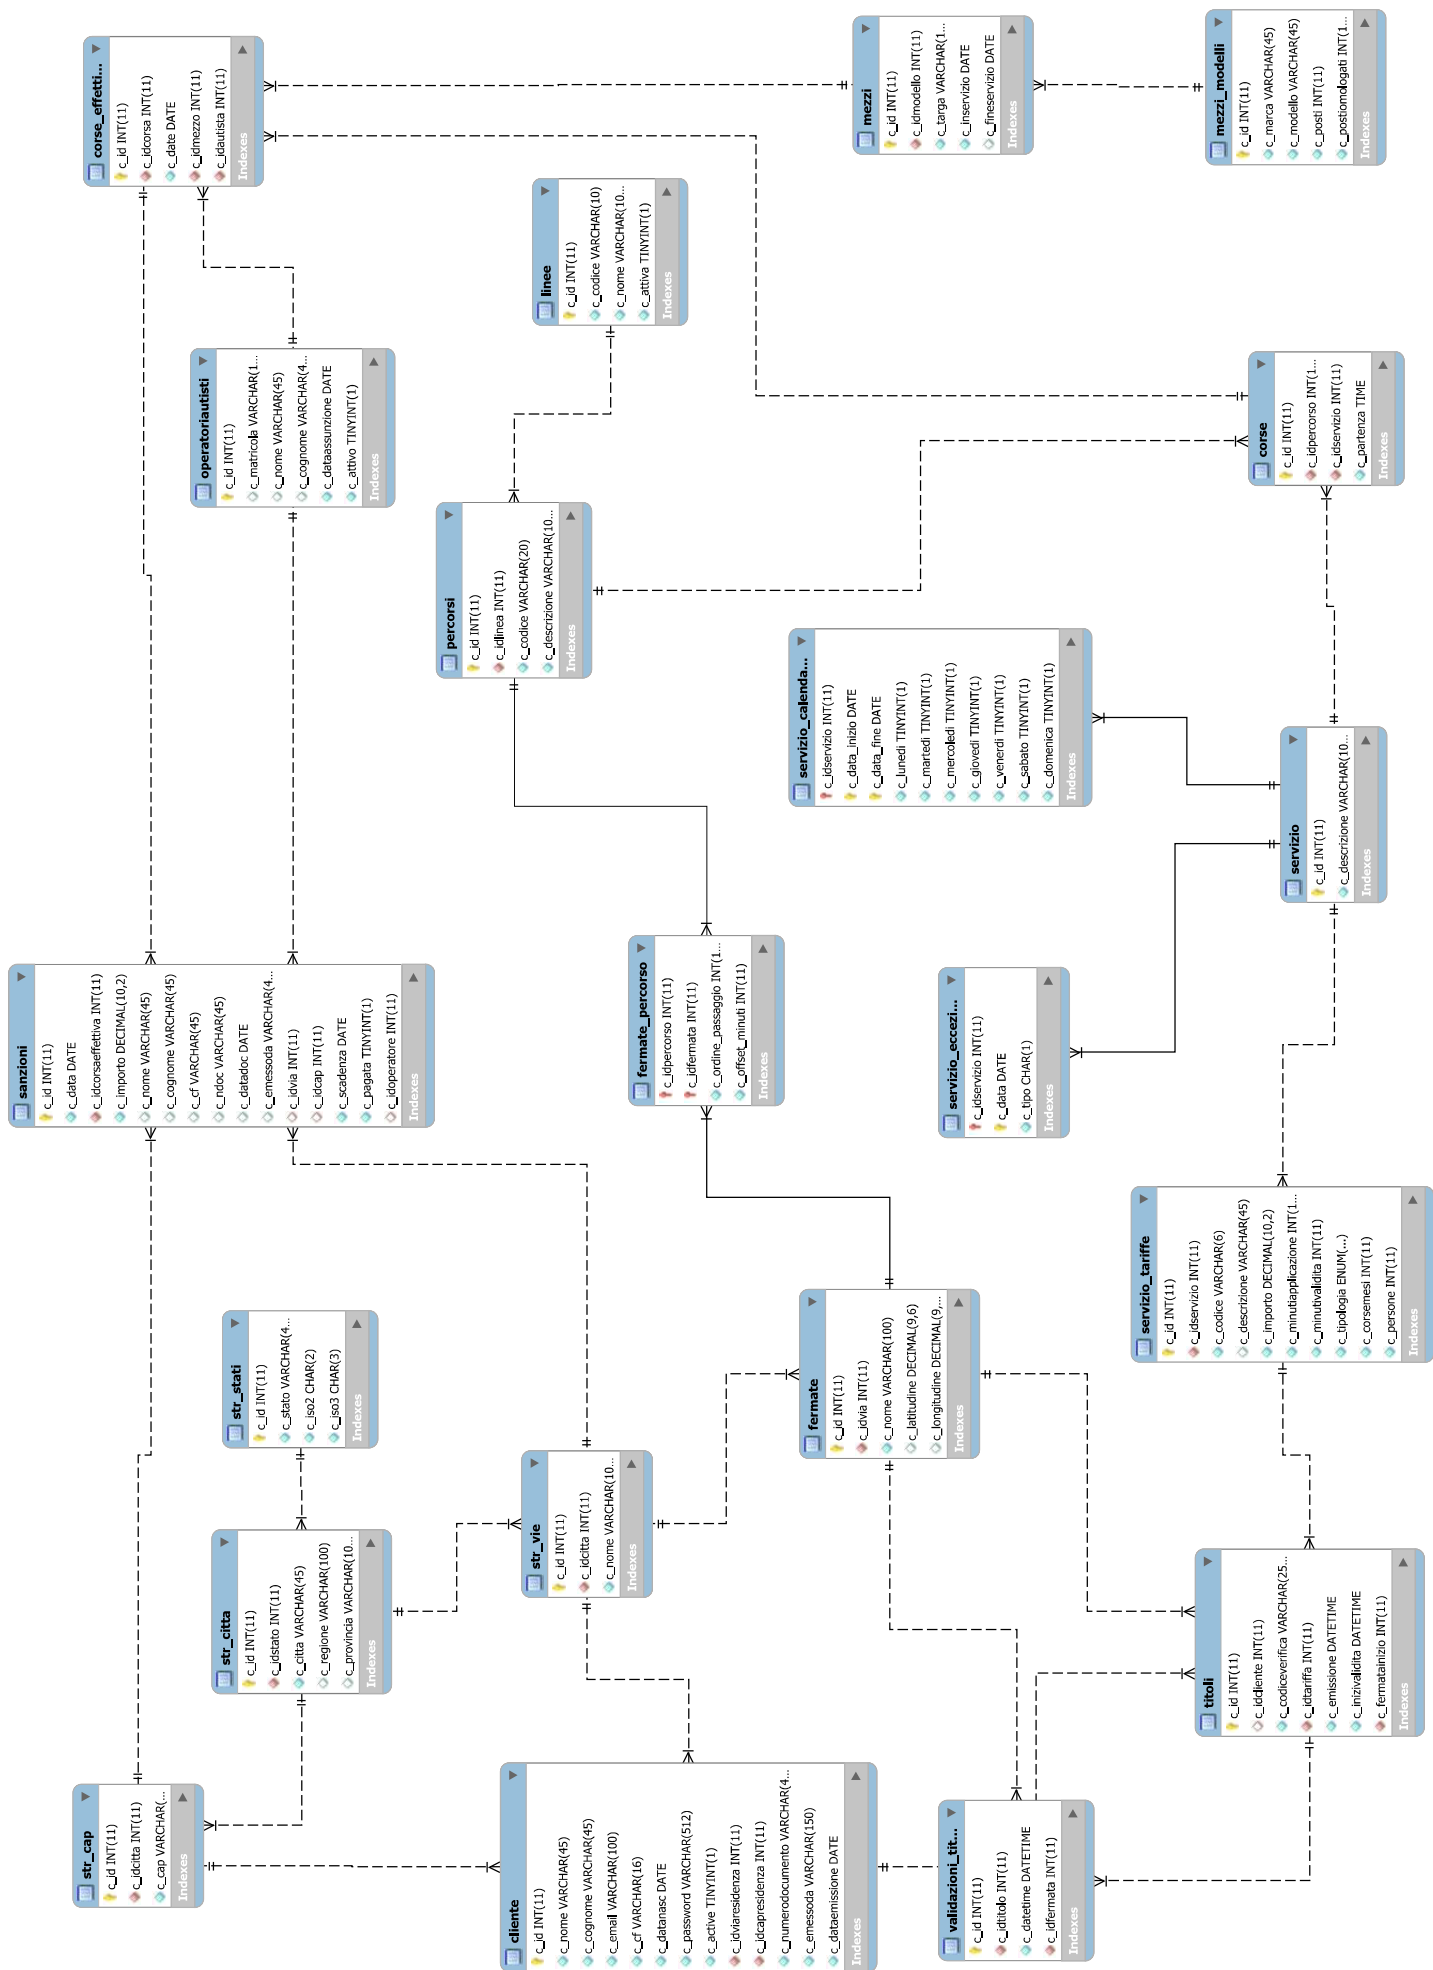 str_cap
c_id INT(11)
c_idcitta INT(11)
c_cap VARCHAR(...
Indexes
str_citta
c_id INT(11)
c_idstato INT(11)
c_citta VARCHAR(45)
c_regione VARCHAR(100)
c_provincia VARCHAR(10...
Indexes
str_stati
c_id INT(11)
c_stato VARCHAR(4...
c_iso2 CHAR(2)
c_iso3 CHAR(3)
Indexes
sanzioni
c_id INT(11)
c_data DATE
c_idcorsaeffettiva INT(11)
c_importo DECIMAL(10,2)
c_nome VARCHAR(45)
c_cognome VARCHAR(45)
c_cf VARCHAR(45)
c_ndoc VARCHAR(45)
c_datadoc DATE
c_emessoda VARCHAR(4...
c_idvia INT(11)
c_idcap INT(11)
c_scadenza DATE
c_pagata TINYINT(1)
c_idoperatore INT(11)
Indexes
operatoriautisti
c_id INT(11)
c_matricola VARCHAR(1...
c_nome VARCHAR(45)
c_cognome VARCHAR(4...
c_dataassunzione DATE
c_attivo TINYINT(1)
Indexes
corse_effetti...
c_id INT(11)
c_idcorsa INT(11)
c_date DATE
c_idmezzo INT(11)
c_idautista INT(11)
Indexes
cliente
c_id INT(11)
c_nome VARCHAR(45)
c_cognome VARCHAR(45)
c_email VARCHAR(100)
c_cf VARCHAR(16)
c_datanasc DATE
c_password VARCHAR(512)
c_active TINYINT(1)
c_idviaresidenza INT(11)
c_idcapresidenza INT(11)
c_numerodocumento VARCHAR(4...
c_emessoda VARCHAR(150)
c_dataemissione DATE
Indexes
str_vie
c_id INT(11)
c_idcitta INT(11)
c_nome VARCHAR(10...
Indexes
fermate_percorso
c_idpercorso INT(11)
c_idfermata INT(11)
c_ordine_passaggio INT(1...
c_offset_minuti INT(11)
Indexes
percorsi
c_id INT(11)
c_idlinea INT(11)
c_codice VARCHAR(20)
c_descrizione VARCHAR(10...
Indexes
linee
c_id INT(11)
c_codice VARCHAR(10)
c_nome VARCHAR(10...
c_attiva TINYINT(1)
Indexes
fermate
c_id INT(11)
c_idvia INT(11)
c_nome VARCHAR(100)
c_latitudine DECIMAL(9,6)
c_longitudine DECIMAL(9,...
Indexes
servizio_calenda...
c_idservizio INT(11)
c_data_inizio DATE
c_data_fine DATE
c_lunedi TINYINT(1)
c_martedi TINYINT(1)
c_mercoledi TINYINT(1)
c_giovedi TINYINT(1)
c_venerdi TINYINT(1)
c_sabato TINYINT(1)
c_domenica TINYINT(1)
Indexes
mezzi
c_id INT(11)
c_idmodello INT(11)
c_targa VARCHAR(1...
c_inservizio DATE
c_fineservizio DATE
Indexes
validazioni_tit...
c_id INT(11)
c_idtitolo INT(11)
c_datetime DATETIME
c_idfermata INT(11)
Indexes
servizio_eccezi...
c_idservizio INT(11)
c_data DATE
c_tipo CHAR(1)
Indexes
titoli
c_id INT(11)
c_idcliente INT(11)
c_codiceverifica VARCHAR(25...
c_idtariffa INT(11)
c_emissione DATETIME
c_inizivalidita DATETIME
c_fermatainizio INT(11)
Indexes
servizio_tariffe
c_id INT(11)
c_idservizio INT(11)
c_codice VARCHAR(6)
c_descrizione VARCHAR(45)
c_importo DECIMAL(10,2)
c_minutiapplicazione INT(1...
c_minutivalidita INT(11)
c_tipologia ENUM(...)
c_corsemesi INT(11)
c_persone INT(11)
Indexes
servizio
c_id INT(11)
c_descrizione VARCHAR(10...
Indexes
corse
c_id INT(11)
c_idpercorso INT(1...
c_idservizio INT(11)
c_partenza TIME
Indexes
mezzi_modelli
c_id INT(11)
c_marca VARCHAR(45)
c_modello VARCHAR(45)
c_posti INT(11)
c_postiomologati INT(1...
Indexes